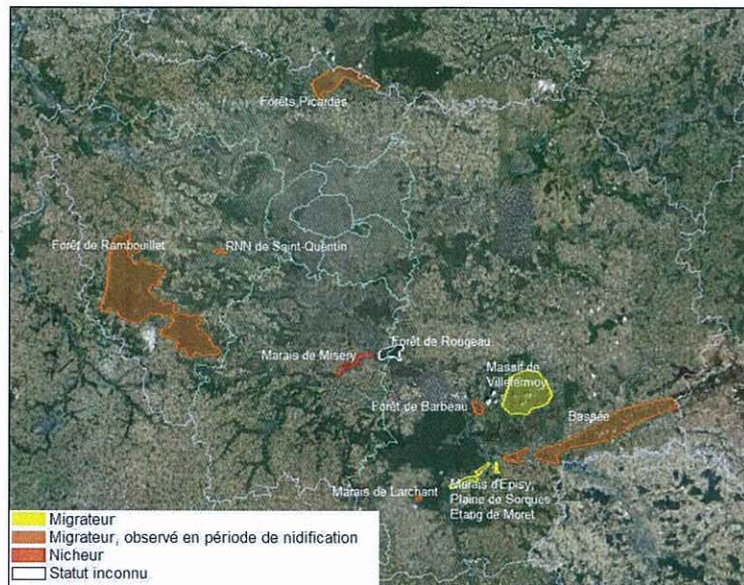 Forêts Picardes
Forêt de Rambouillet
RNN de Saint-Quentin
Forêt de Rougeau
Marais de Misery
Massif de
Villefermoy
Forêt de Barbeau
Bassée
Marais d'Episy,
Plaine de Sorques
Etang de Moret
Marais de Larchant
Migrateur
Migrateur, observé en période de nidification
Nicheur
Statut inconnu